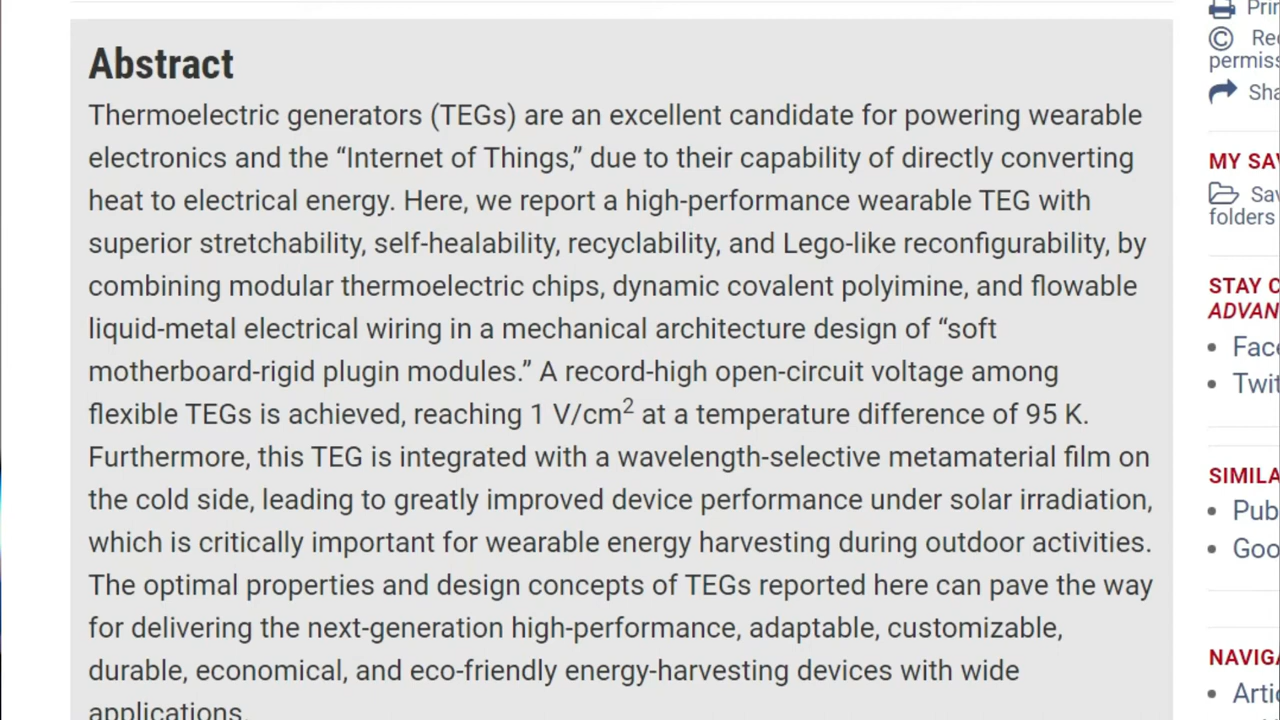 Abstract
Thermoelectric generators (TEGs) are an excellent candidate for powering wearable
electronics and the “Internet of Things,” due to their capability of directly converting
heat to electrical energy. Here, we report a high-performance wearable TEG with
superior stretchability, self-healability, recyclability, and Lego-like reconfigurability, by
combining modular thermoelectric chips, dynamic covalent polyimine, and flowable
liquid-metal electrical wiring in a mechanical architecture design of “soft
motherboard-rigid plugin modules.” A record-high open-circuit voltage among
flexible TEGs is achieved, reaching 1 V/cm² at a temperature difference of 95 K.
Furthermore, this TEG is integrated with a wavelength-selective metamaterial film on
the cold side, leading to greatly improved device performance under solar irradiation,
which is critically important for wearable energy harvesting during outdoor activities.
The optimal properties and design concepts of TEGs reported here can pave the way
for delivering the next-generation high-performance, adaptable, customizable,
durable, economical, and eco-friendly energy-harvesting devices with wide
applications.
Prin
© Rec
permiss
Sha
MY SAV
Sav
folders
STAY C
ADVAN
Face
Twit
SIMILA
Pub
Goo
NAVIGA
Artic